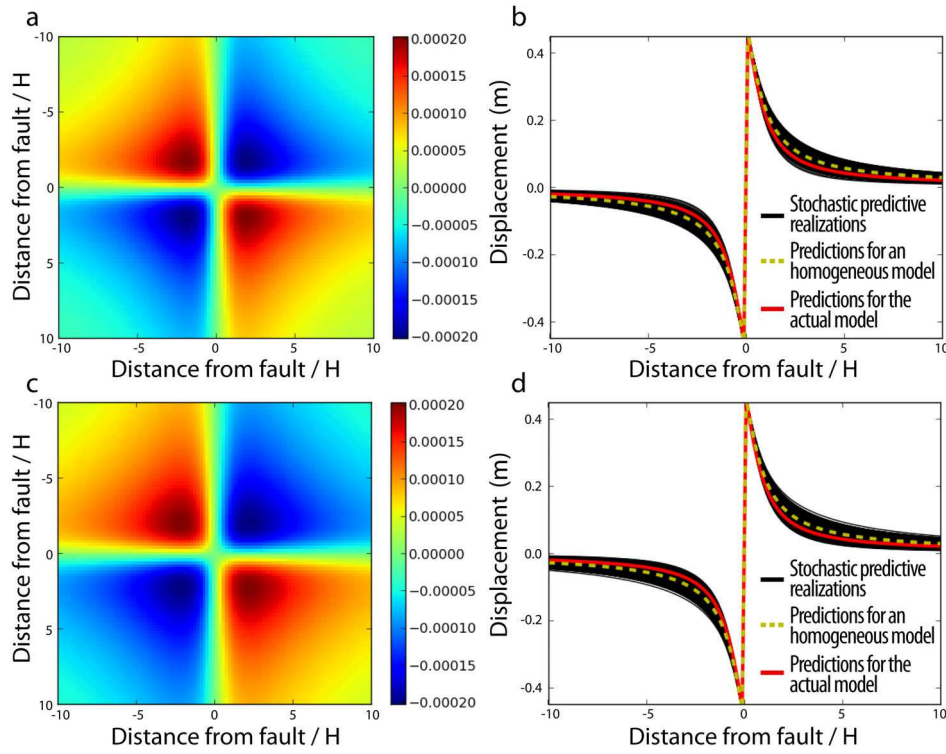 a
Distance from fault / H
-10
-5
0
5
10
-10
-5
0
5
10
Distance from fault / H
0.00020
0.00015
0.00010
0.00005
0.00000
−0.00005
−0.00010
−0.00015
−0.00020
b
Displacement (m)
0.4
0.2
0.0
-0.2
-0.4
-10
-5
0
5
10
Distance from fault / H
Stochastic predictive
realizations
Predictions for an
homogeneous model
Predictions for the
actual model
c
Distance from fault / H
-10
-5
0
5
10
-10
-5
0
5
10
Distance from fault / H
0.00020
0.00015
0.00010
0.00005
0.00000
−0.00005
−0.00010
−0.00015
−0.00020
d
Displacement (m)
0.4
0.2
0.0
-0.2
-0.4
-10
-5
0
5
10
Distance from fault / H
Stochastic predictive
realizations
Predictions for an
homogeneous model
Predictions for the
actual model